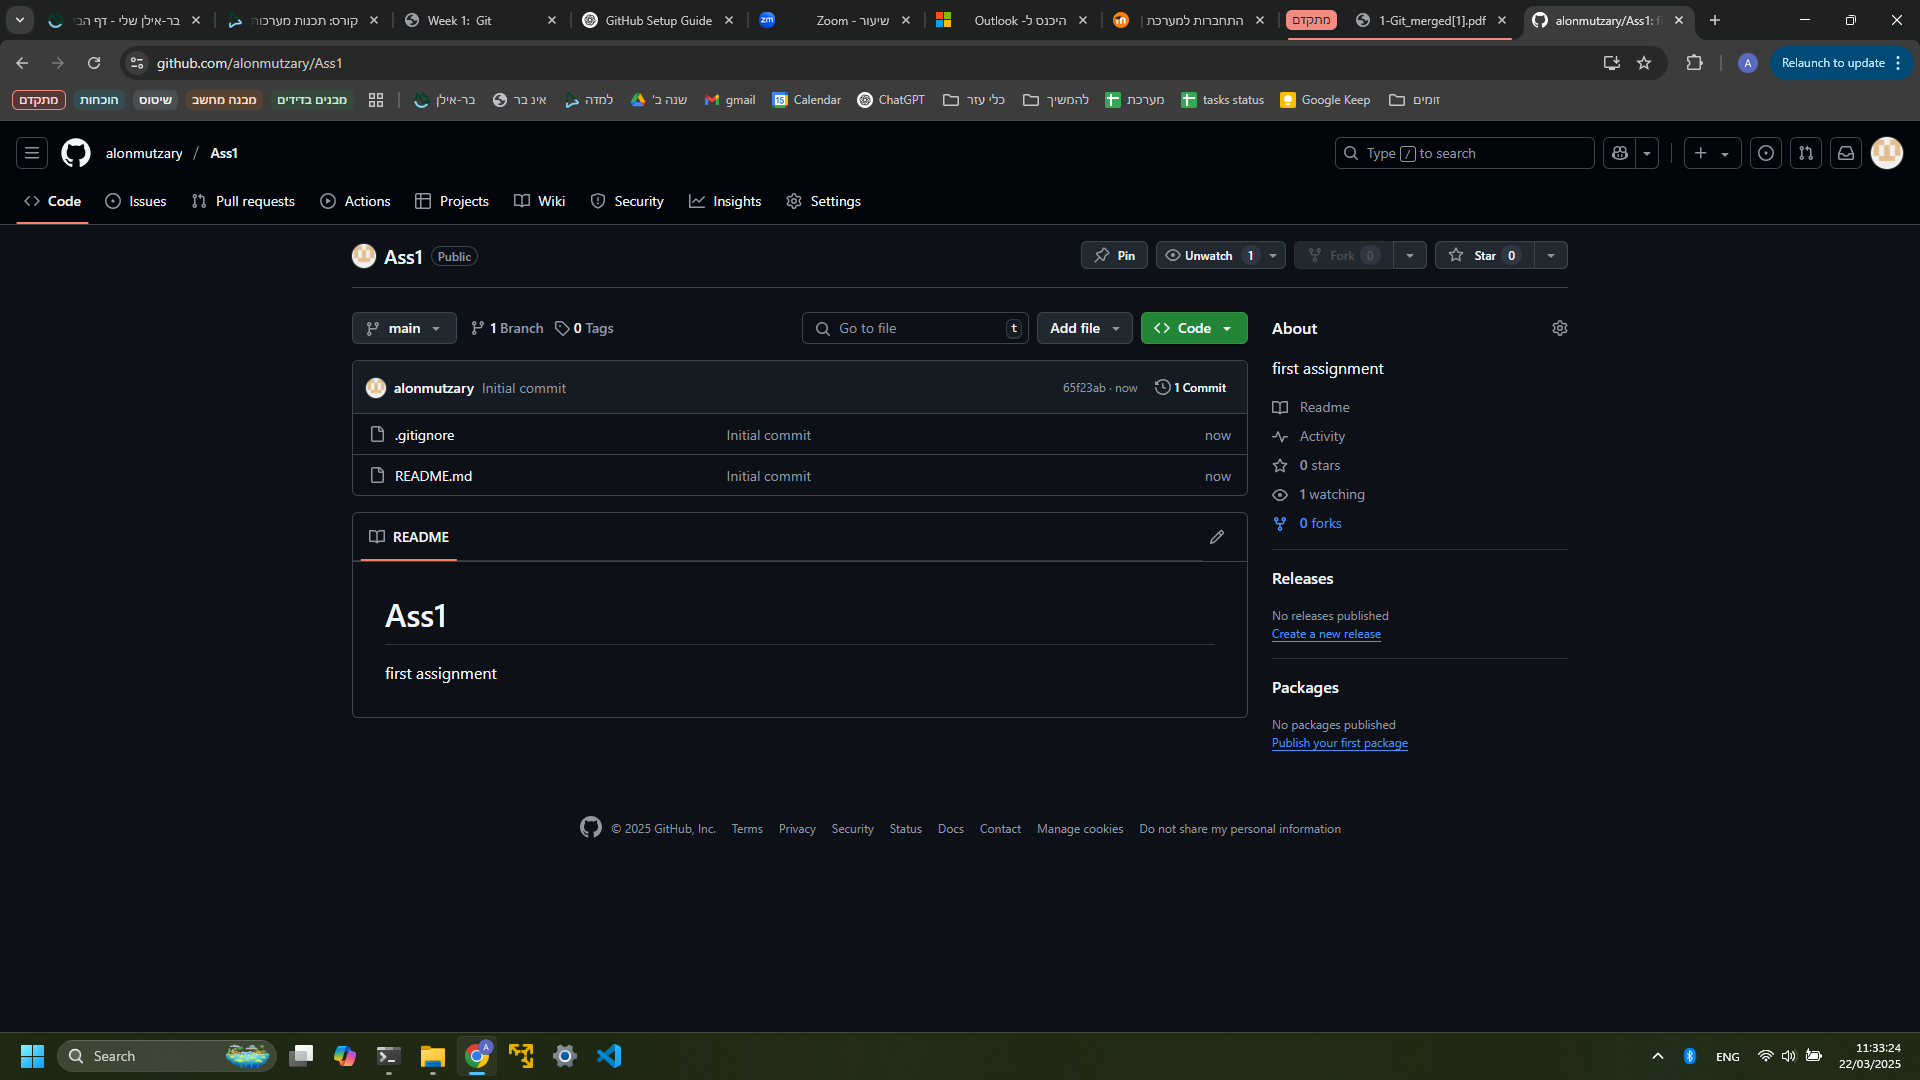 בר-אילן שלי - דף הבי
קורס: תכנות מערכות
Week 1: Git
GitHub Setup Guide
Zoom - שיעור
היכנס ל- Outlook
התחברות למערכת |
מתקדם
1-Git_merged[1].pdf
alonmutzary/Ass1: f
github.com/alonmutzary/Ass1
A
Relaunch to update
מתקדם
הוכחות
שיטוס
מבנה מחשב
מבנים בדידים
בר-אילן
אינ בר
למדה
שנה ב'
gmail
Calendar
ChatGPT
כלי עזר
להמשיך
מערכת
tasks status
Google Keep
זומים
alonmutzary / Ass1
Type / to search
Code
Issues
Pull requests
Actions
Projects
Wiki
Security
Insights
Settings
Ass1 Public
Pin
Unwatch 1
Fork 0
Star 0
main
1 Branch
0 Tags
Go to file t
Add file
Code
alonmutzary Initial commit
65f23ab · now
1 Commit
.gitignore Initial commit now
README.md Initial commit now
README
Ass1
first assignment
About
first assignment
Readme
Activity
0 stars
1 watching
0 forks
Releases
No releases published
Create a new release
Packages
No packages published
Publish your first package
© 2025 GitHub, Inc. Terms Privacy Security Status Docs Contact Manage cookies Do not share my personal information
Search
A
ENG
11:33:24
22/03/2025